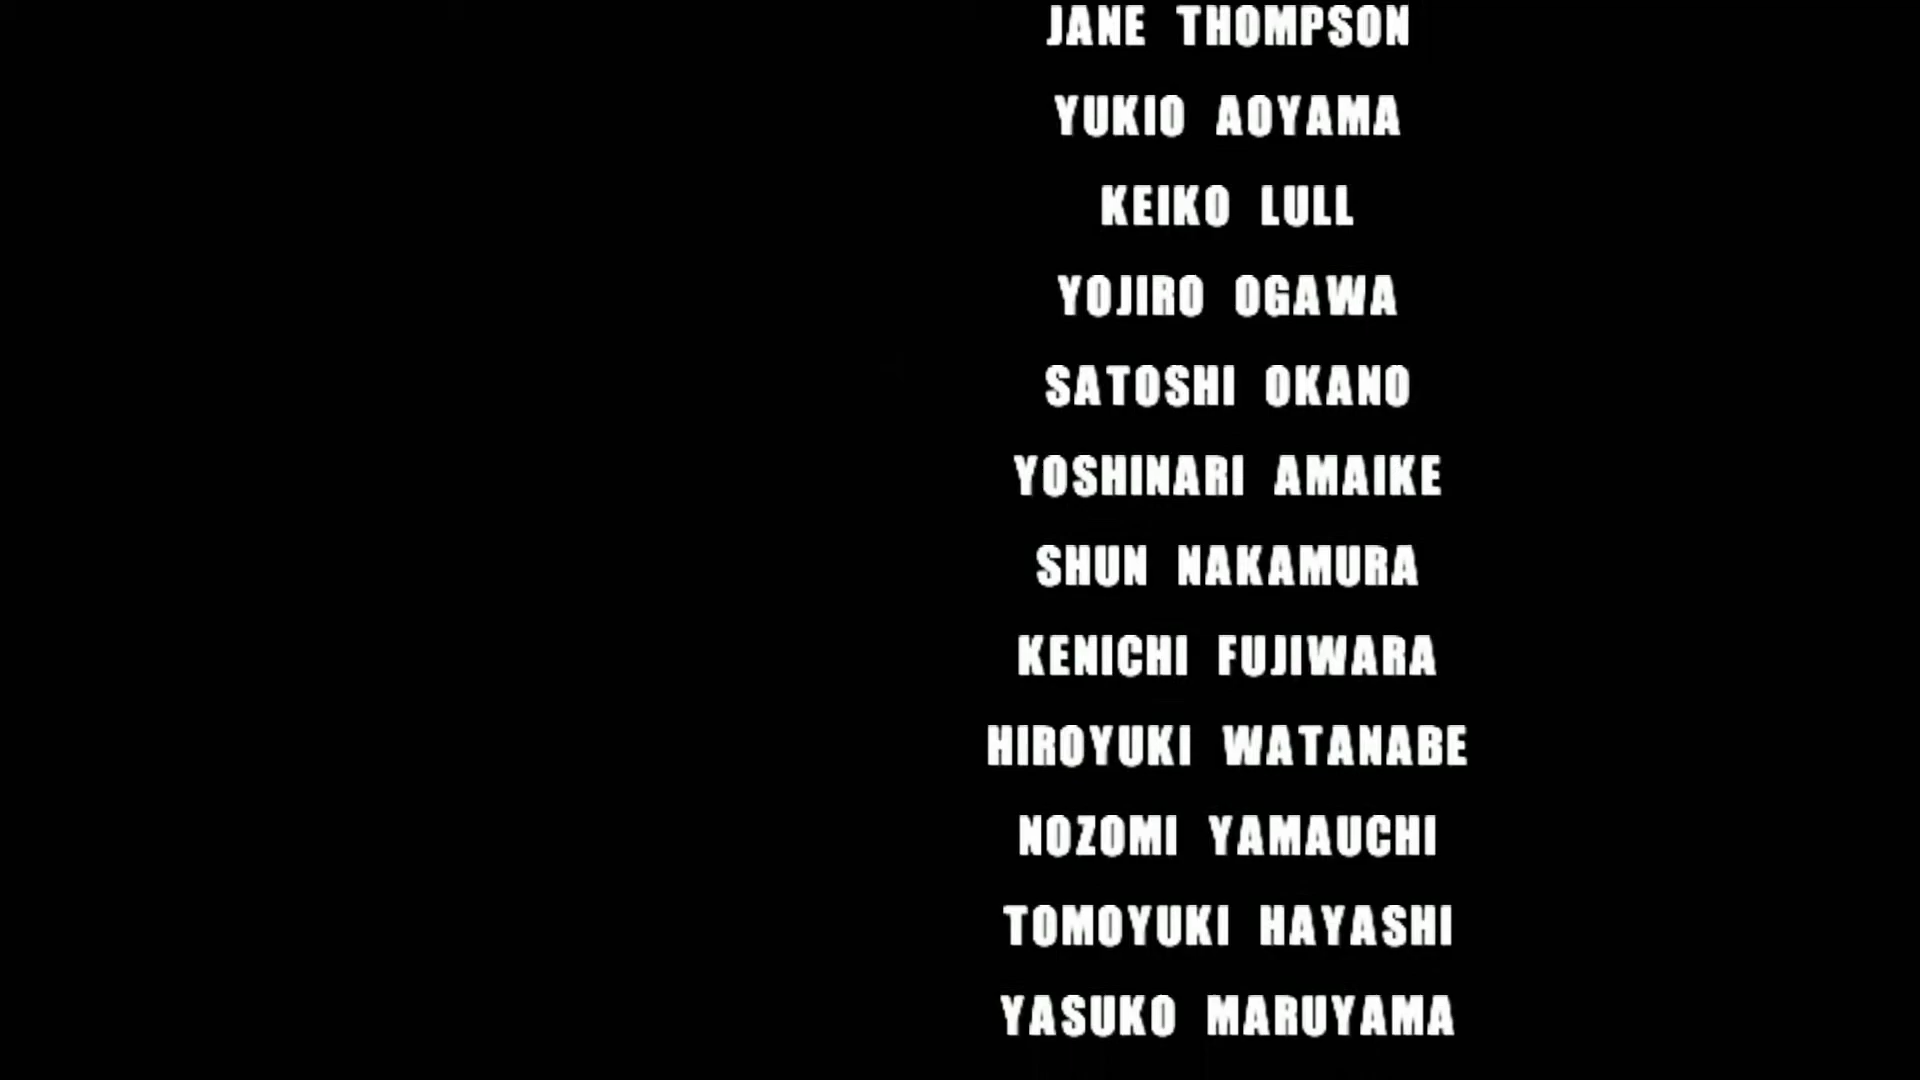 JANE THOMPSON
YUKIO AOYAMA
KEIKO LULL
YOJIRO OGAWA
SATOSHI OKANO
YOSHINARI AMAIKE
SHUN NAKAMURA
KENICHI FUJIWARA
HIROYUKI WATANABE
NOZOMI YAMAUCHI
TOMOYUKI HAYASHI
YASUKO MARUYAMA